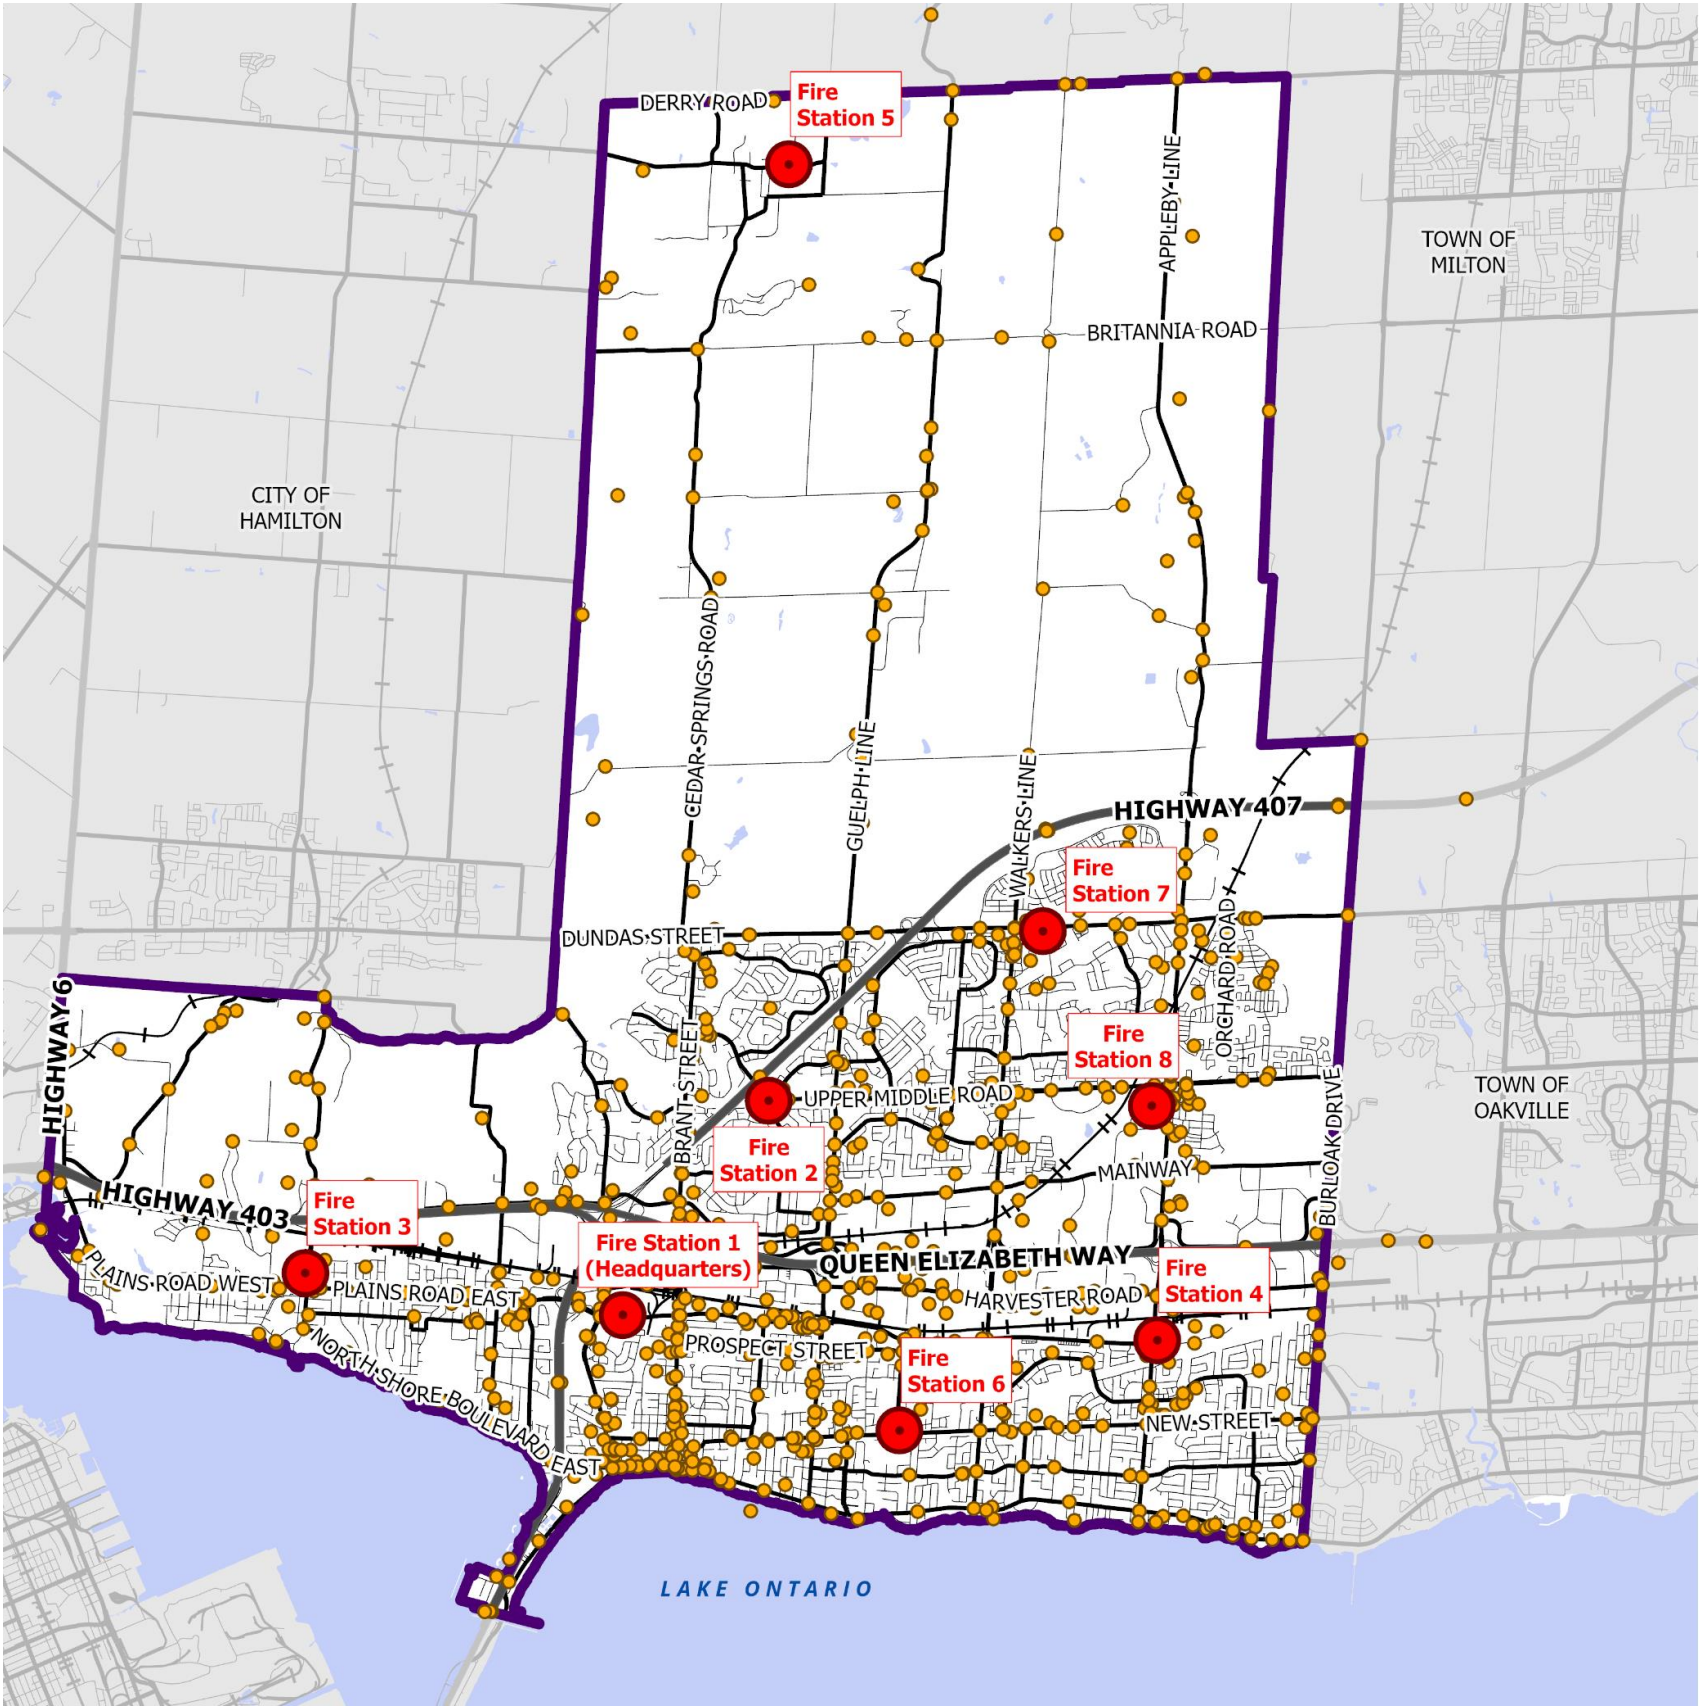 DERRY ROAD
Fire
Station 5
APPLEBY LINE
TOWN OF
MILTON
BRITANNIA ROAD
CITY OF
HAMILTON
CEDAR SPRINGS ROAD
GUELPH LINE
WALKERS LINE
HIGHWAY 407
Fire
Station 7
DUNDAS STREET
ORCHARD ROAD
HIGHWAY 6
BRANT STREET
Fire
Station 8
UPPER MIDDLE ROAD
TOWN OF
OAKVILLE
BURLOAK DRIVE
Fire
Station 2
MAINWAY
HIGHWAY 403
Fire
Station 3
Fire Station 1
(Headquarters)
QUEEN ELIZABETH WAY
Fire
Station 4
PLAINS ROAD WEST
PLAINS ROAD EAST
HARVESTER ROAD
PROSPECT STREET
NORTH SHORE BOULEVARD EAST
Fire
Station 6
NEW STREET
LAKE ONTARIO